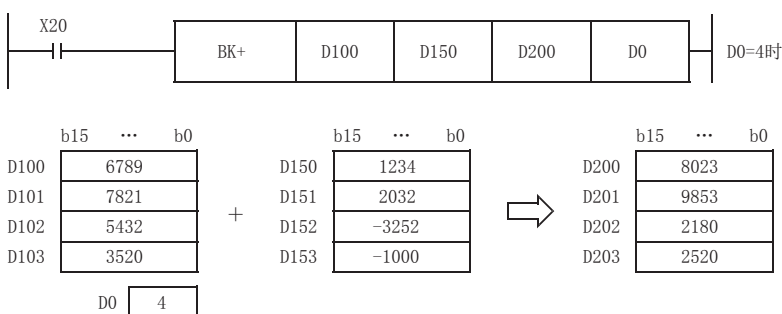 X20
BK+ D100 D150 D200 D0 D0=4时
b15 … b0 b15 … b0 b15 … b0
D100 6789 D150 1234 D200 8023
D101 7821 D151 2032 D201 9853
D102 5432 + D152 -3252 D202 2180
D103 3520 D153 -1000 D203 2520
D0 4